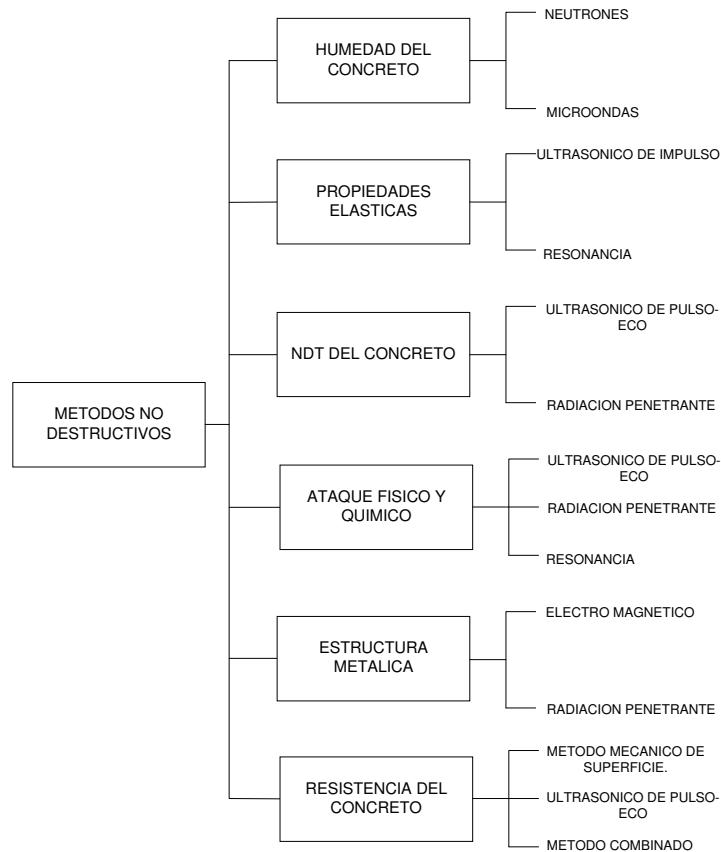 METODOS NO
DESTRUCTIVOS
HUMEDAD DEL
CONCRETO
NEUTRONES
MICROONDAS
PROPIEDADES
ELASTICAS
ULTRASONICO DE IMPULSO
RESONANCIA
NDT DEL CONCRETO
ULTRASONICO DE PULSO-
ECO
RADIACION PENETRANTE
ATAQUE FISICO Y
QUIMICO
ULTRASONICO DE PULSO-
ECO
RADIACION PENETRANTE
RESONANCIA
ESTRUCTURA
METALICA
ELECTRO MAGNETICO
RADIACION PENETRANTE
RESISTENCIA DEL
CONCRETO
METODO MECANICO DE
SUPERFICIE.
ULTRASONICO DE PULSO-
ECO
METODO COMBINADO